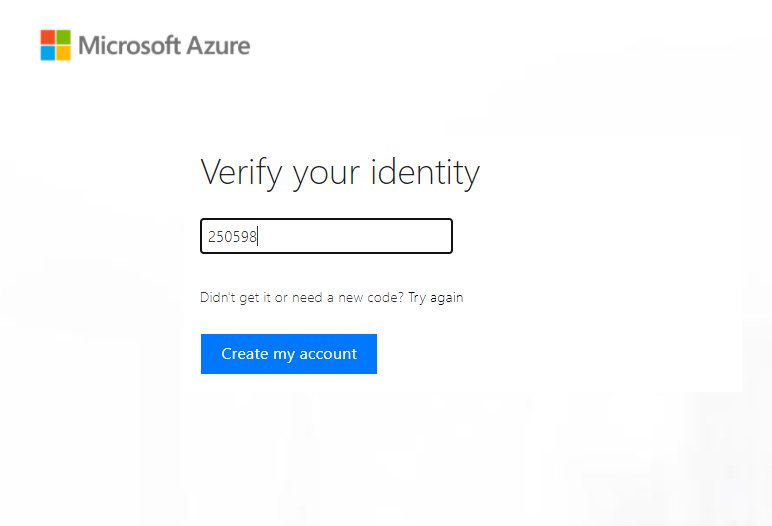 Microsoft Azure
Verify your identity
250598
Didn't get it or need a new code? Try again
Create my account